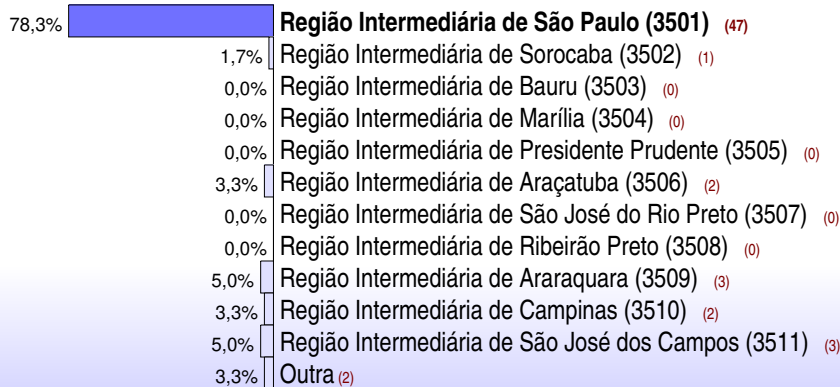 78,3% Região Intermediária de São Paulo (3501) (47)
1,7% Região Intermediária de Sorocaba (3502) (1)
0,0% Região Intermediária de Bauru (3503) (0)
0,0% Região Intermediária de Marília (3504) (0)
0,0% Região Intermediária de Presidente Prudente (3505) (0)
3,3% Região Intermediária de Araçatuba (3506) (2)
0,0% Região Intermediária de São José do Rio Preto (3507) (0)
0,0% Região Intermediária de Ribeirão Preto (3508) (0)
5,0% Região Intermediária de Araraquara (3509) (3)
3,3% Região Intermediária de Campinas (3510) (2)
5,0% Região Intermediária de São José dos Campos (3511) (3)
3,3% Outra (2)